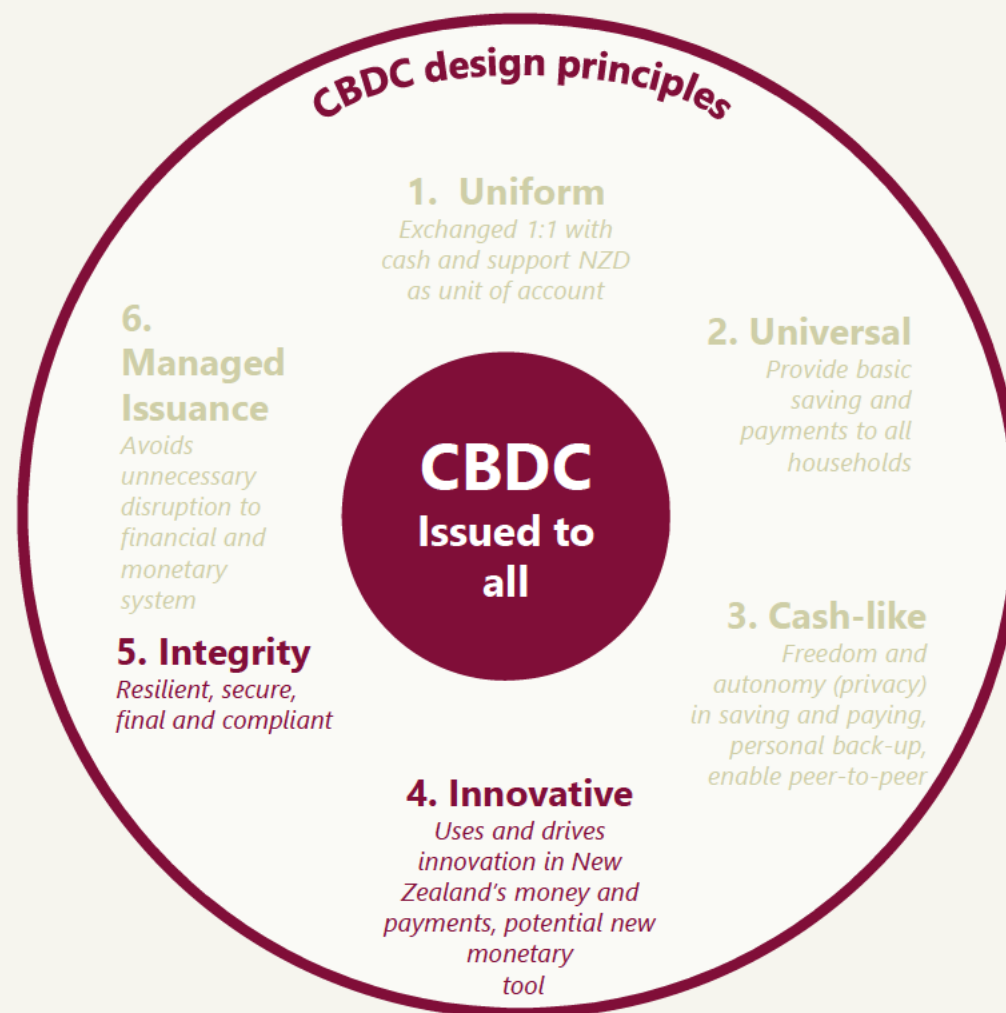 CBDC design principles
1. Uniform
Exchanged 1:1 with
cash and support NZD
as unit of account
2. Universal
Provide basic
saving and
payments to all
households
3. Cash-like
Freedom and
autonomy (privacy)
in saving and paying,
personal back-up,
enable peer-to-peer
4. Innovative
Uses and drives
innovation in New
Zealand's money and
payments, potential new
monetary
tool
5. Integrity
Resilient, secure,
final and compliant
6.
Managed
Issuance
Avoids
unnecessary
disruption to
financial and
monetary
system
CBDC
Issued to
all